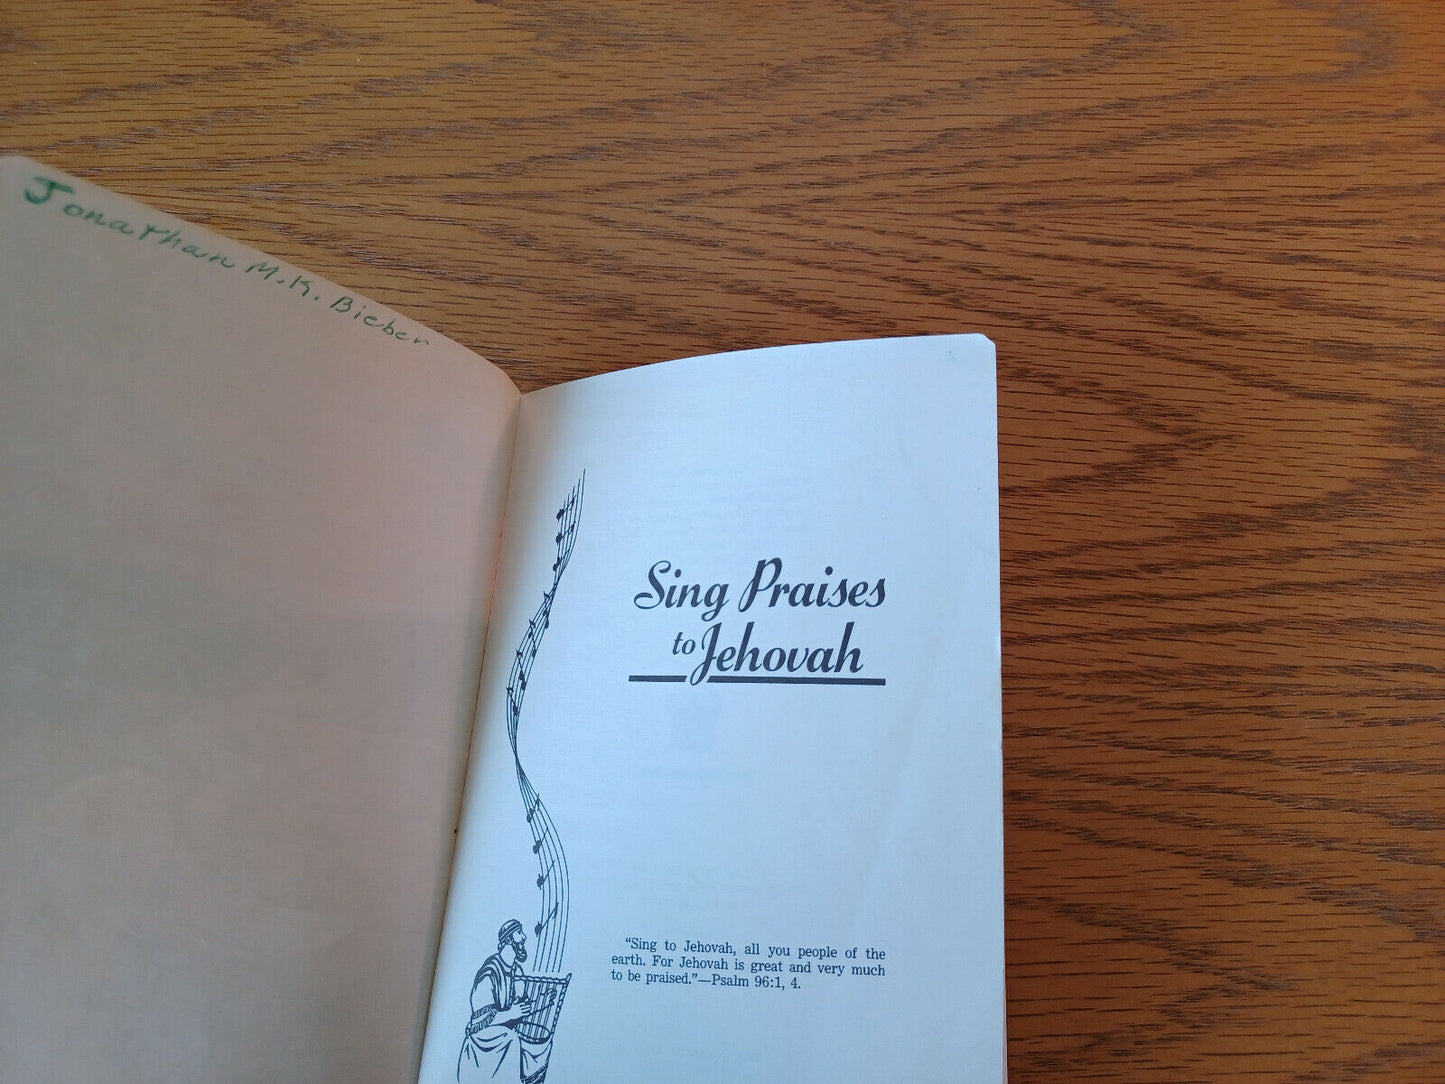 Jonathan M.K. Bieber
Sing Praises
to Jehovah
“Sing to Jehovah, all you people of the
earth. For Jehovah is great and very much
to be praised.”—Psalm 96:1, 4.